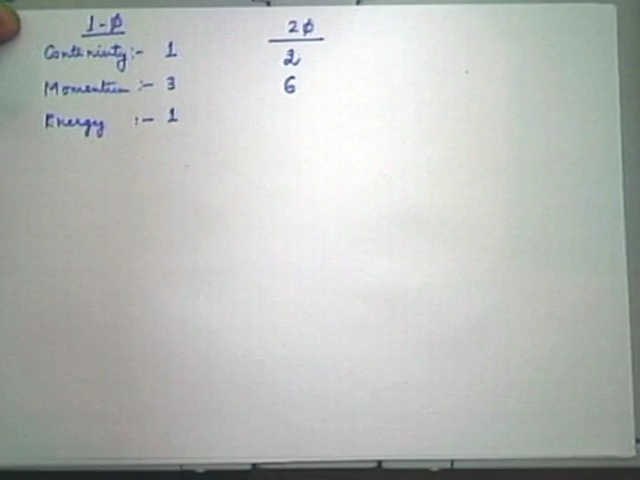 1-φ 2φ
Continuity:- 1 2
Momentum :- 3 6
Energy :- 1